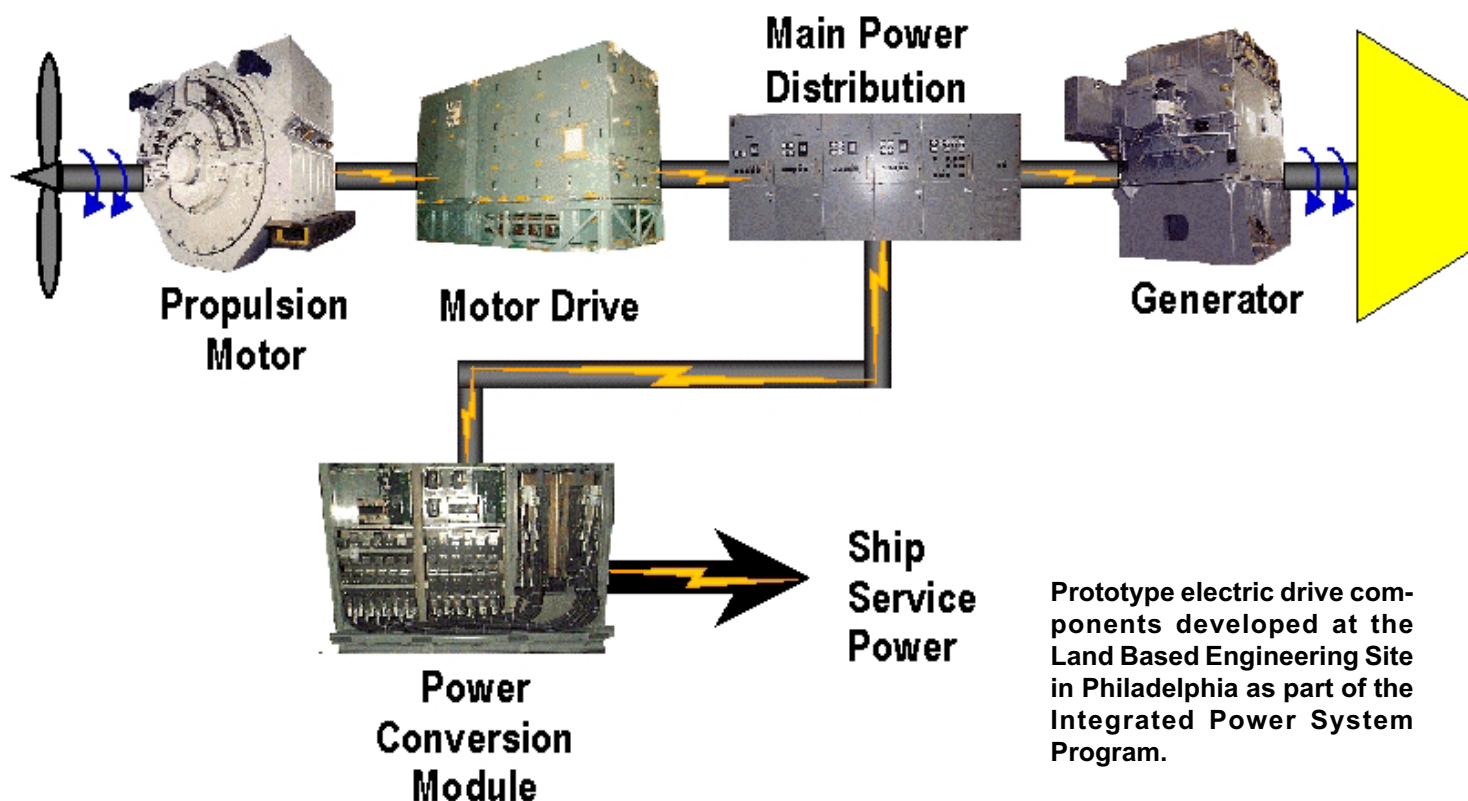 Main Power
Distribution
Propulsion
Motor
Motor Drive
Generator
Ship
Service
Power
Power
Conversion
Module
Prototype electric drive com-
ponents developed at the
Land Based Engineering Site
in Philadelphia as part of the
Integrated Power System
Program.